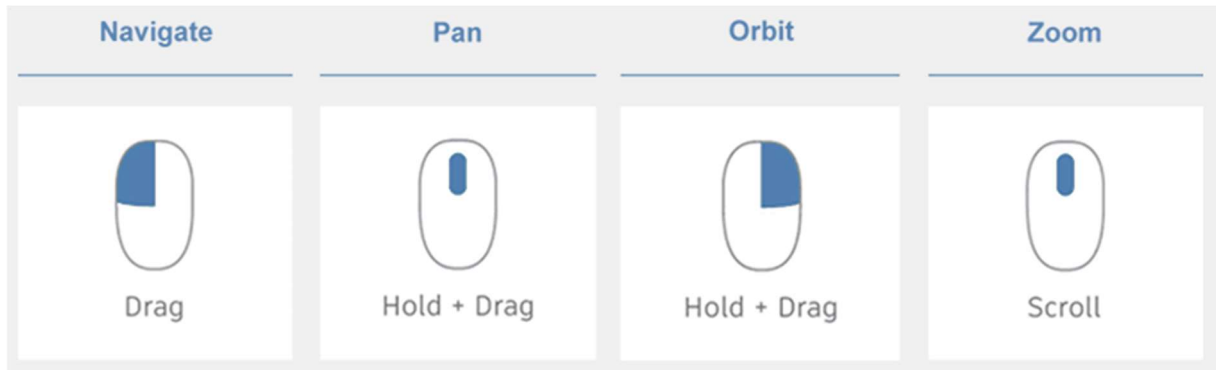 Navigate
Pan
Orbit
Zoom
Drag
Hold + Drag
Hold + Drag
Scroll